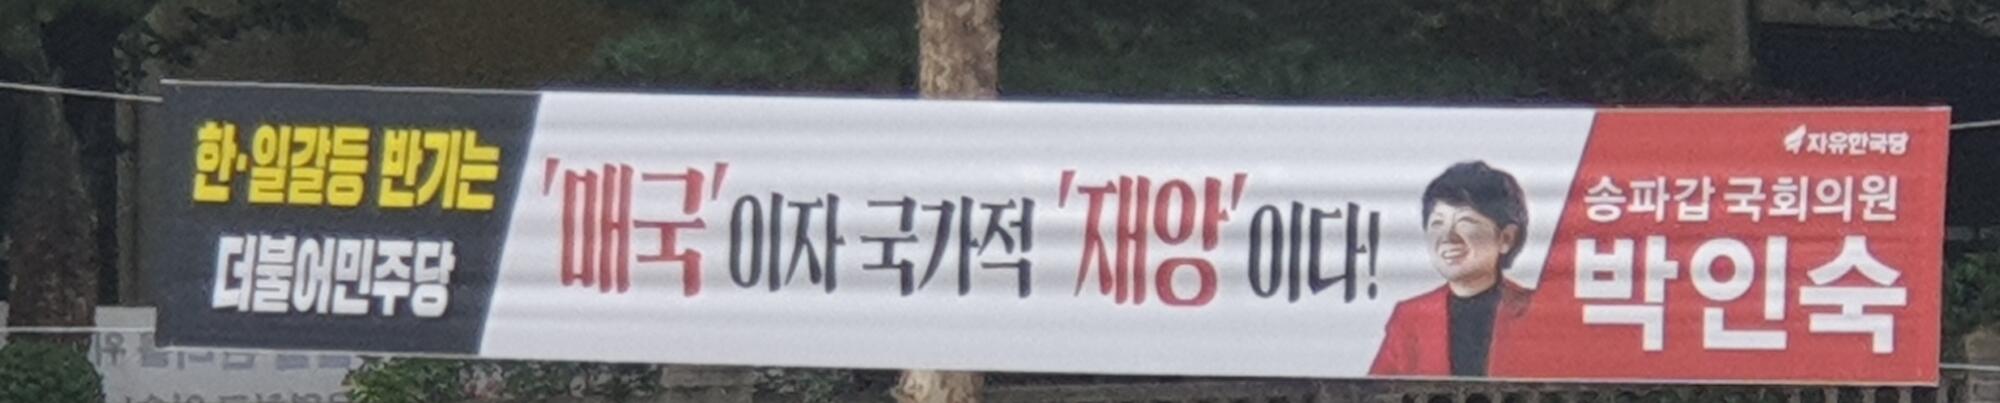 한·일갈등 반기는
더불어민주당
'매국'이자 국가적 '재앙'이다!
자유한국당
송파갑 국회의원
박인숙